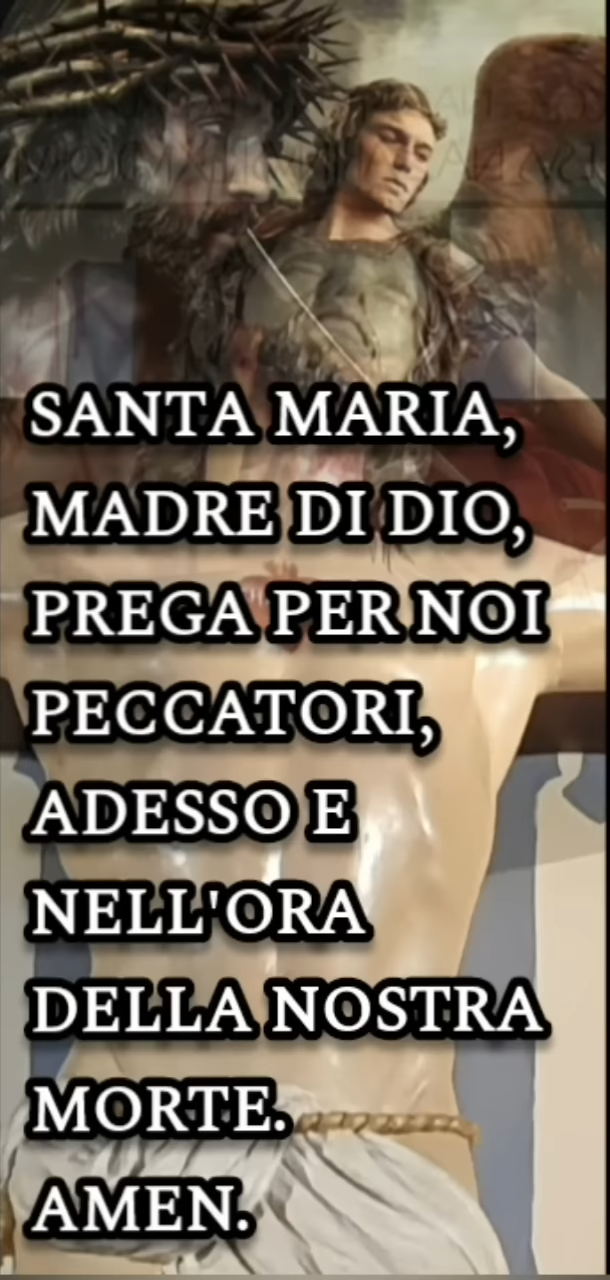 SANTA MARIA,
MADRE DI DIO,
PREGA PER NOI
PECCATORI,
ADESSO E
NELL'ORA
DELLA NOSTRA
MORTE.
AMEN.